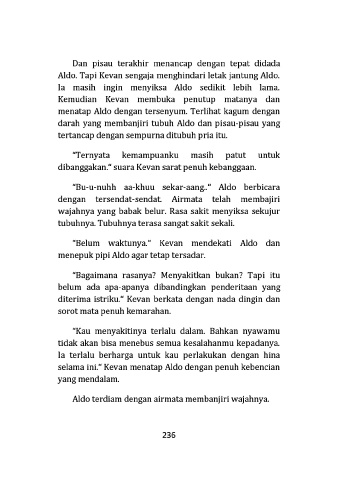 Dan pisau terakhir menancap dengan tepat didada
Aldo. Tapi Kevan sengaja menghindari letak jantung Aldo.
Ia masih ingin menyiksa Aldo sedikit lebih lama.
Kemudian Kevan membuka penutup matanya dan
menatap Aldo dengan tersenyum. Terlihat kagum dengan
darah yang membanjiri tubuh Aldo dan pisau-pisau yang
tertancap dengan sempurna ditubuh pria itu.
"Ternyata kemampuanku masih patut untuk
dibanggakan." suara Kevan sarat penuh kebanggaan.
"Bu-u-nuhh aa-khuu sekar-aang.." Aldo berbicara
dengan tersendat-sendat. Airmata telah membajiri
wajahnya yang babak belur. Rasa sakit menyiksa sekujur
tubuhnya. Tubuhnya terasa sangat sakit sekali.
"Belum waktunya." Kevan mendekati Aldo dan
menepuk pipi Aldo agar tetap tersadar.
"Bagaimana rasanya? Menyakitkan bukan? Tapi itu
belum ada apa-apanya dibandingkan penderitaan yang
diterima istriku." Kevan berkata dengan nada dingin dan
sorot mata penuh kemarahan.
"Kau menyakitinya terlalu dalam. Bahkan nyawamu
tidak akan bisa menebus semua kesalahanmu kepadanya.
Ia terlalu berharga untuk kau perlakukan dengan hina
selama ini." Kevan menatap Aldo dengan penuh kebencian
yang mendalam.
Aldo terdiam dengan airmata membanjiri wajahnya.
236